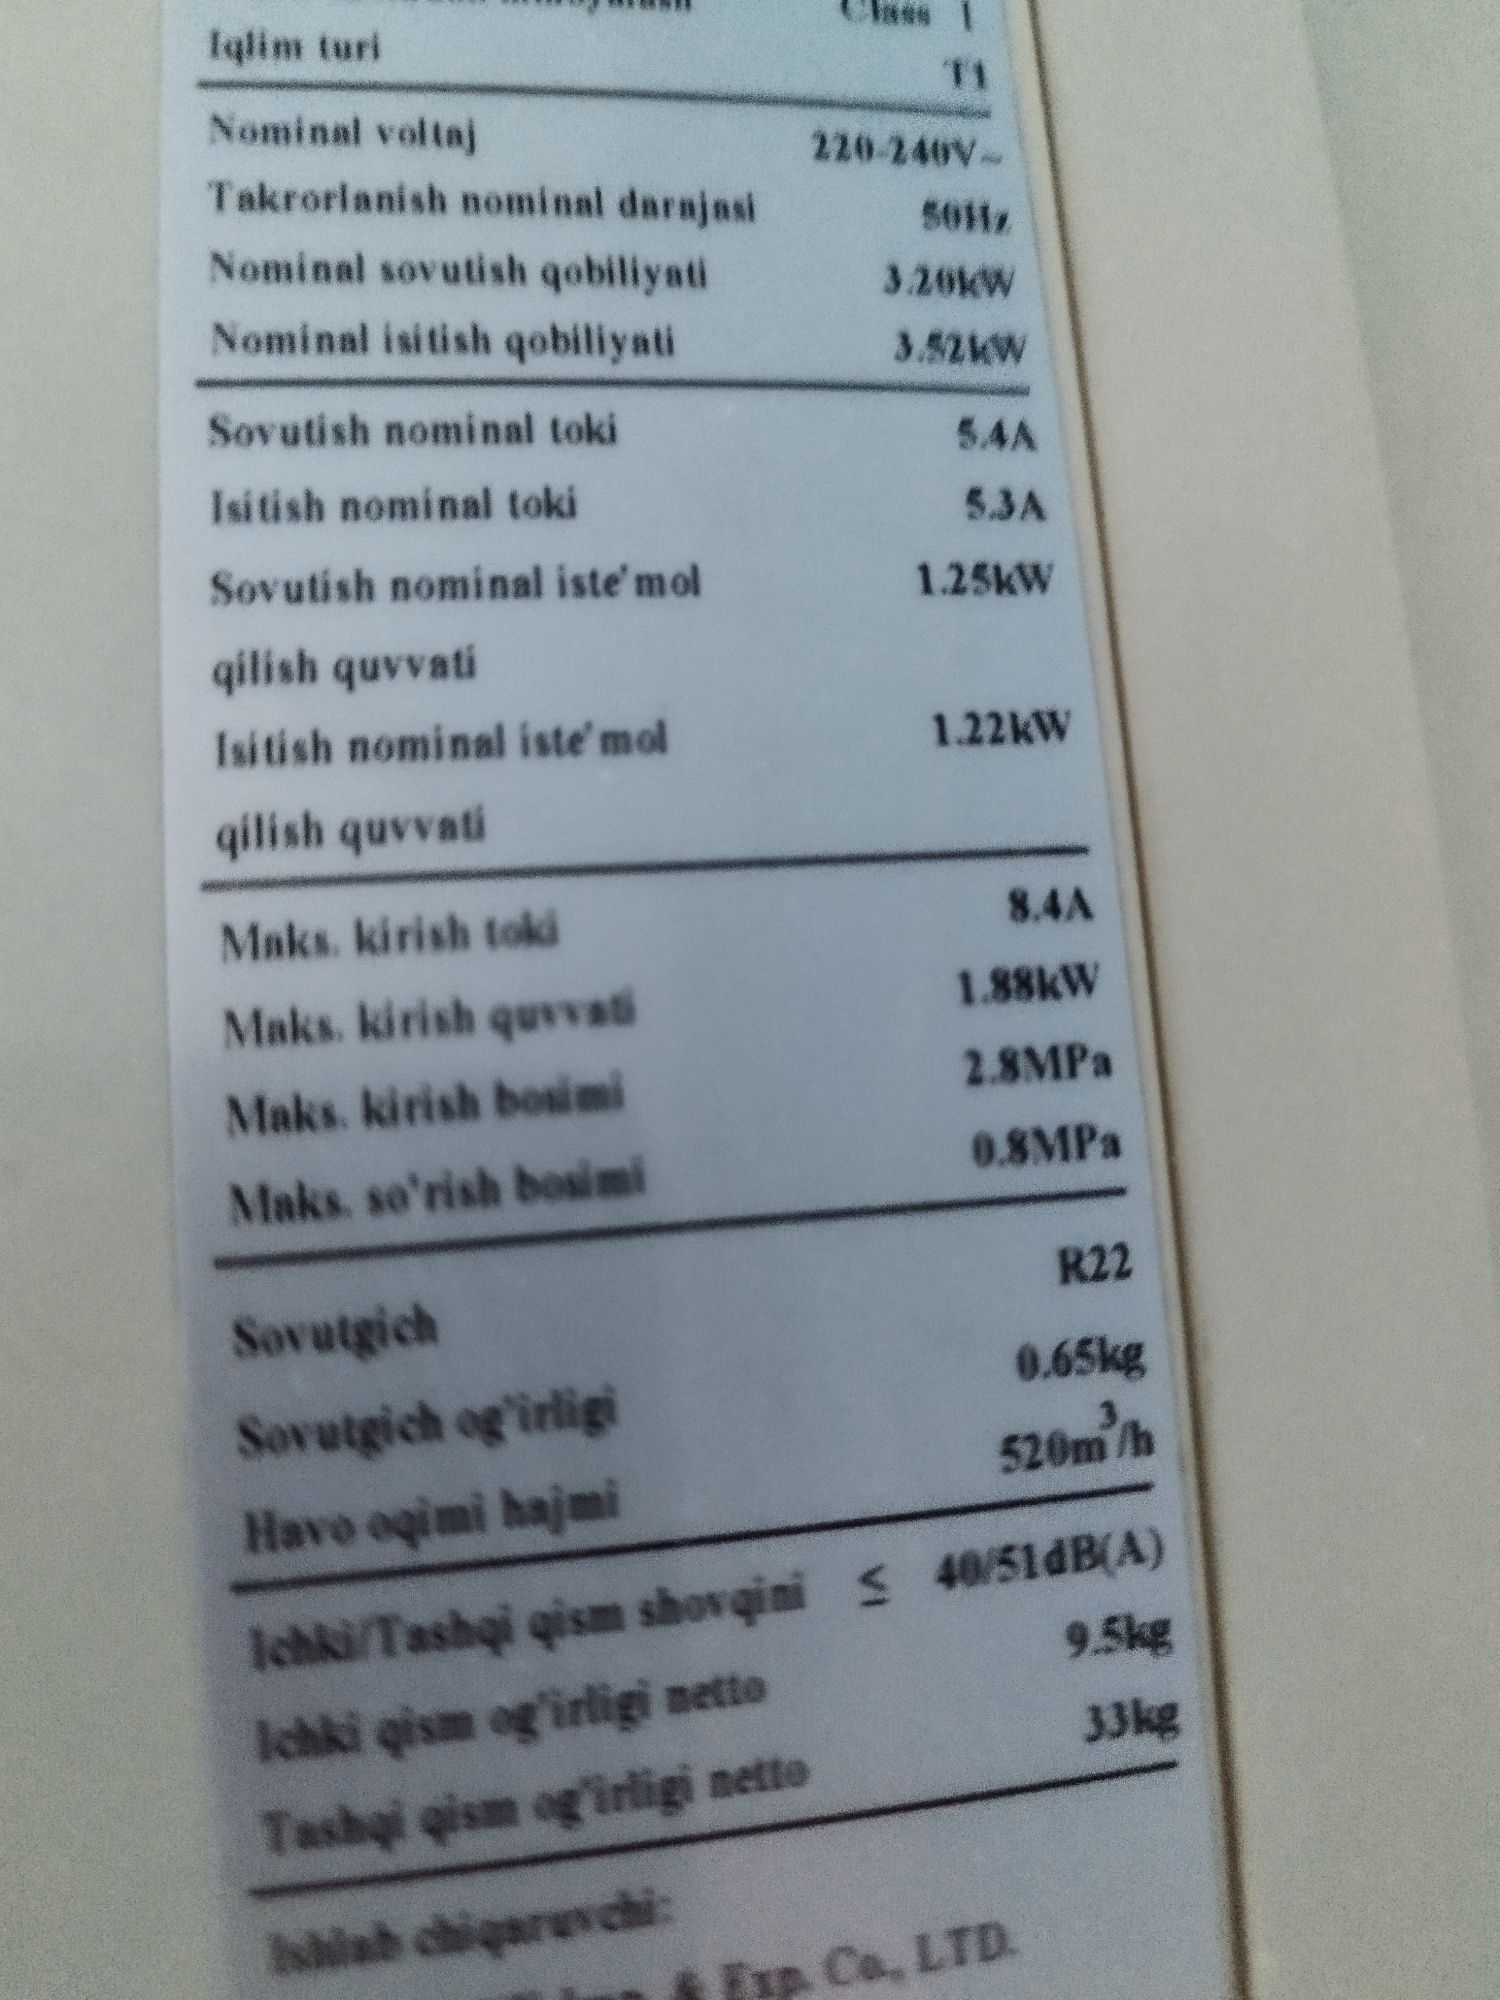 Class I
Iqlim turi T1
Nominal voltaj 220-240V~
Takrorlanish nominal darajasi 50Hz
Nominal sovutish qobiliyati 3.20kW
Nominal isitish qobiliyati 3.52kW
Sovutish nominal toki 5.4A
Isitish nominal toki 5.3A
Sovutish nominal iste'mol 1.25kW
qilish quvvati
Isitish nominal iste'mol 1.22kW
qilish quvvati
Maks. kirish toki 8.4A
Maks. kirish quvvati 1.88kW
Maks. kirish bosimi 2.8MPa
Maks. so'rish bosimi 0.8MPa
Sovutgich R22
Sovutgich og'irligi 0.65kg
Havo oqimi hajmi 520m³/h
Ichki/Tashqi qism shovqini ≤ 40/51dB(A)
Ichki qism og'irligi netto 9.5kg
Tashqi qism og'irligi netto 33kg
Ishlab chiqaruvchi:
& Exp. Co., LTD.